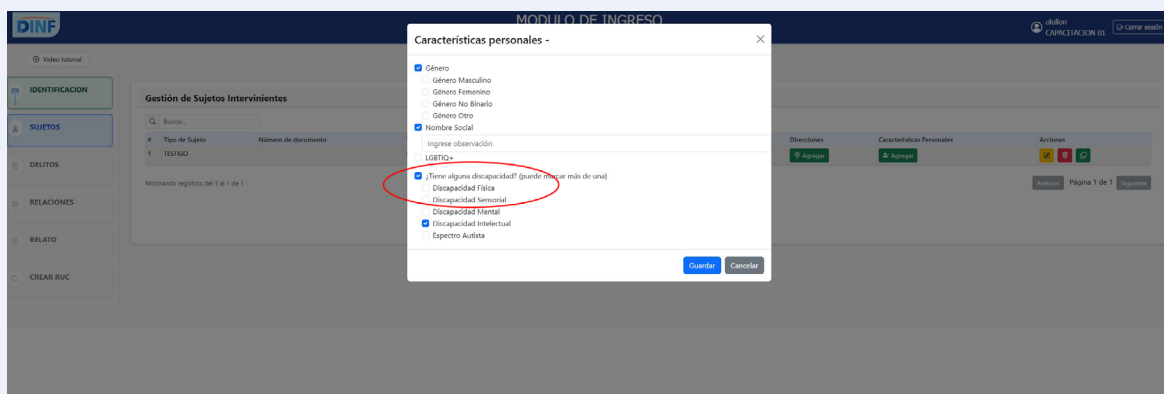 DINF
MODULO DE INGRESO
CAPACITACION 01
Cerrar sesión
Video tutorial
Características personales -
Género
Género Masculino
Género Femenino
Género No Binario
Género Otro
Nombre Social
Ingrese observación
LGBTIQ+
¿Tiene alguna discapacidad? (puede marcar más de una)
Discapacidad Física
Discapacidad Sensorial
Discapacidad Mental
Discapacidad Intelectual
Espectro Autista
Guardar Cancelar
IDENTIFICACION
SUJETOS
DELITOS
RELACIONES
RELATO
CREAR RUC
Gestión de Sujetos Intervinientes
Buscar...
# Tipo de Sujeto Número de documento Direcciones Características Personales Acciones
1 TESTIGO Agregar Agregar
Mostrando registros del 1 al 1 de 1 Anterior Página 1 de 1 Siguiente